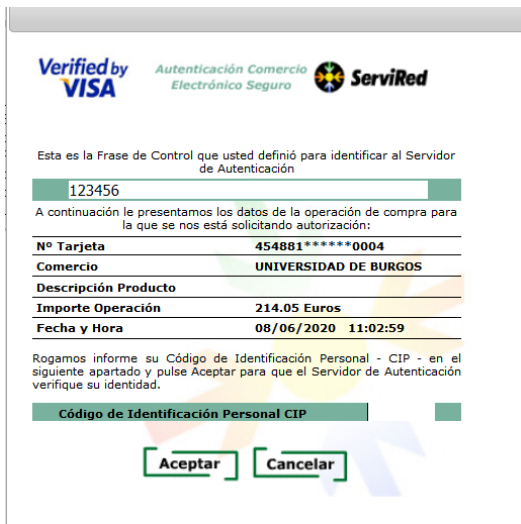 Verified by
VISA
Autenticación Comercio
Electrónico Seguro
ServiRed
Esta es la Frase de Control que usted definió para identificar al Servidor
de Autenticación
123456
A continuación le presentamos los datos de la operación de compra para
la que se nos está solicitando autorización:
Nº Tarjeta 454881******0004
Comercio UNIVERSIDAD DE BURGOS
Descripción Producto
Importe Operación 214.05 Euros
Fecha y Hora 08/06/2020 11:02:59
Rogamos informe su Código de Identificación Personal - CIP - en el
siguiente apartado y pulse Aceptar para que el Servidor de Autenticación
verifique su identidad.
Código de Identificación Personal CIP
Aceptar Cancelar